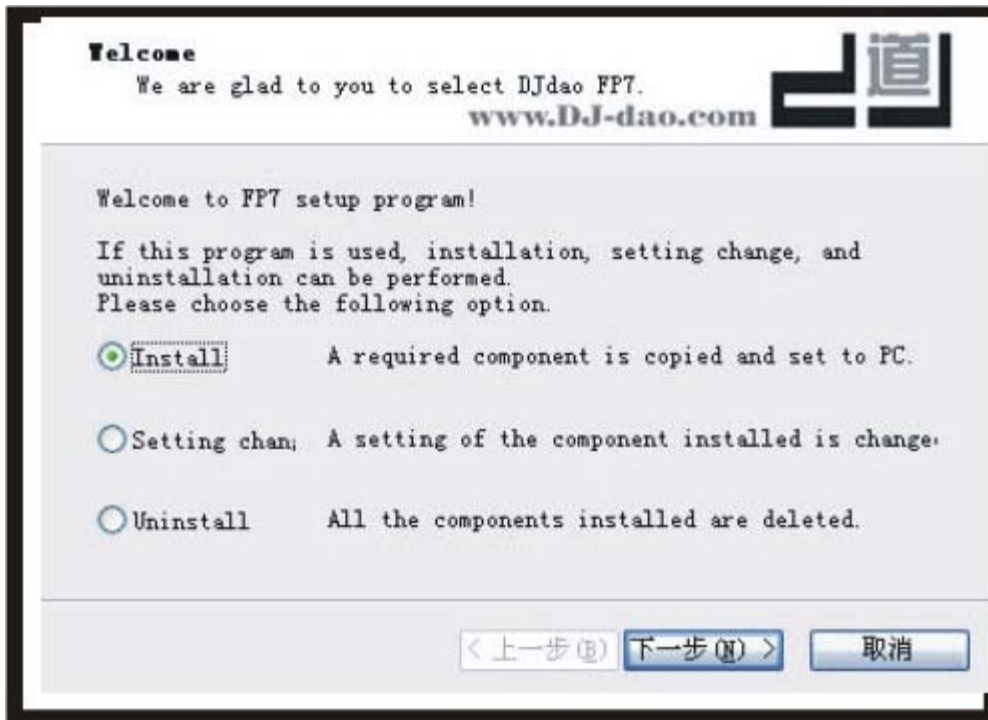 Welcome
We are glad to you to select DJdao FP7.
www.DJ-dao.com
道
Welcome to FP7 setup program!
If this program is used, installation, setting change, and
uninstallation can be performed.
Please choose the following option.
Install A required component is copied and set to PC.
Setting chan A setting of the component installed is change
Uninstall All the components installed are deleted.
< 上一步(B) 下一步(N) > 取消